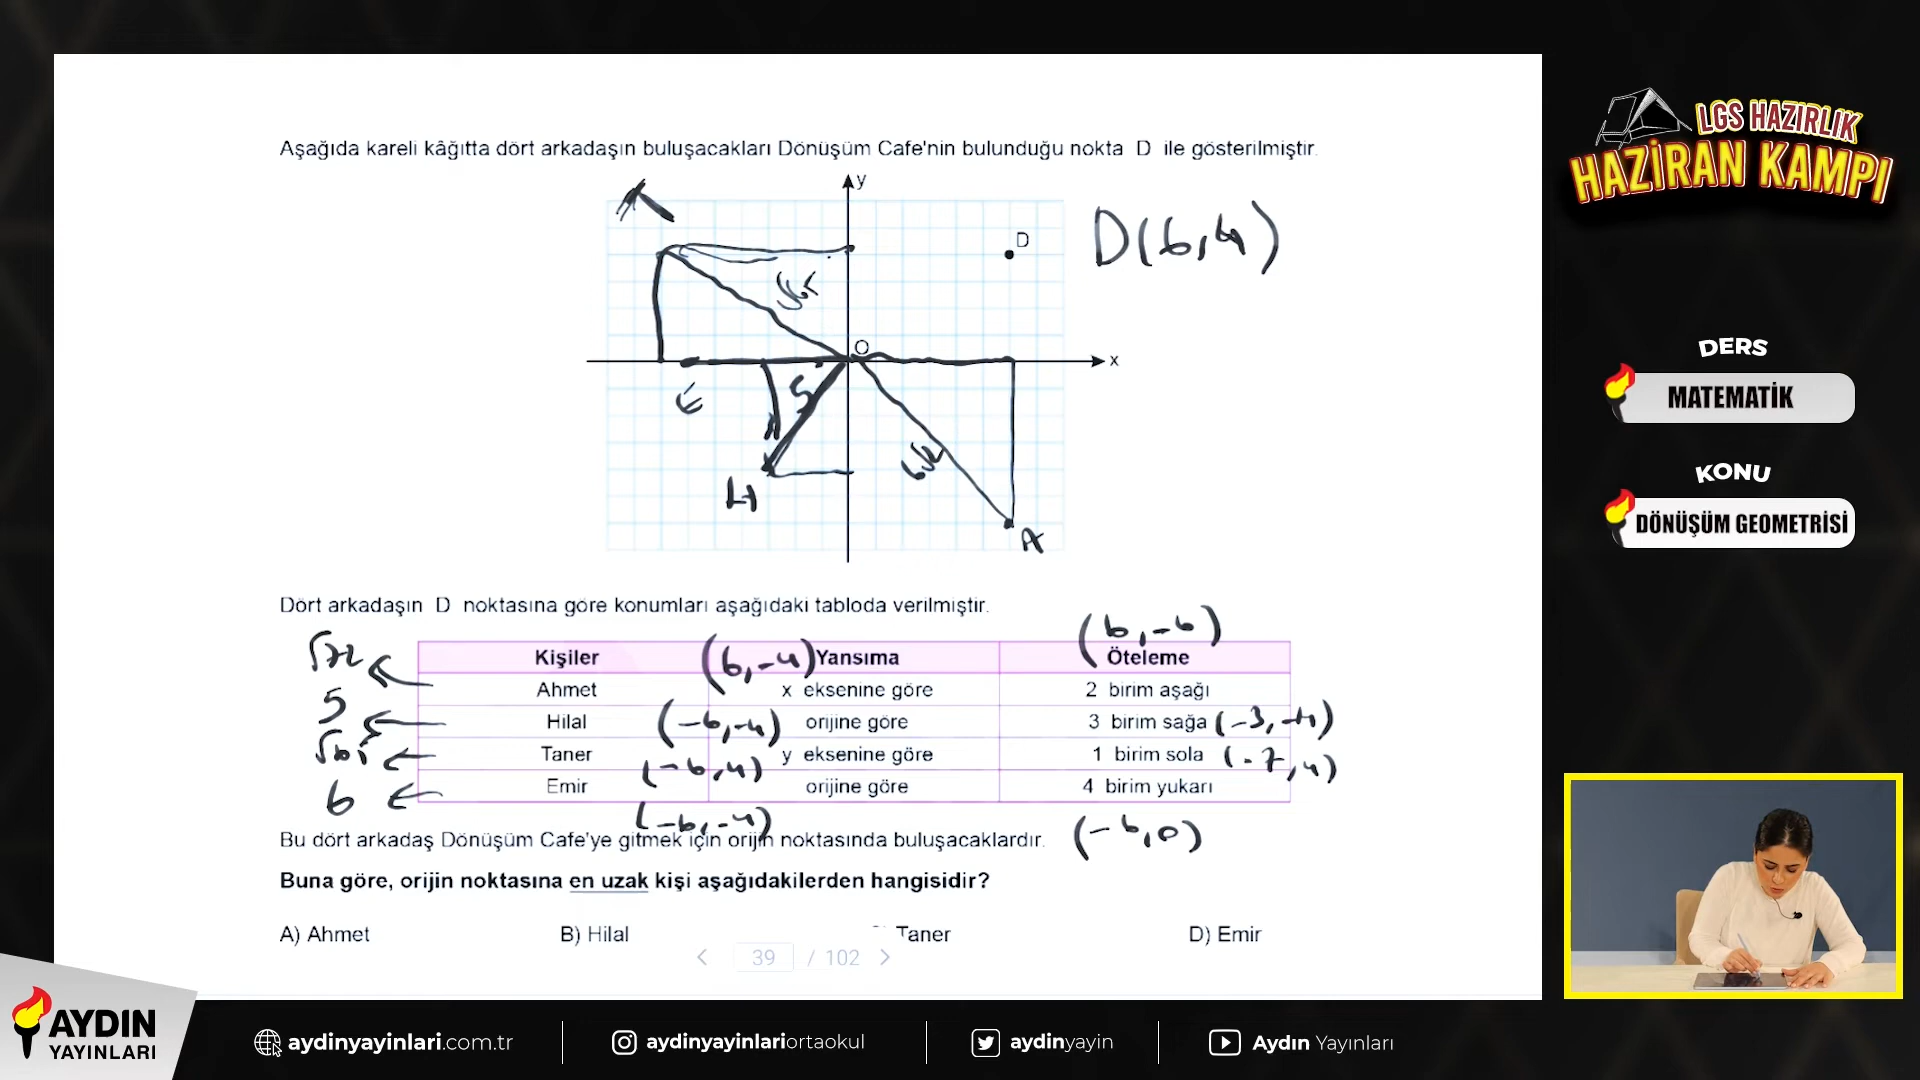 Aşağıda kareli kâğıtta dört arkadaşın buluşacakları Dönüşüm Cafe'nin bulunduğu nokta D ile gösterilmiştir.
y
D
D(6,4)
O
x
E
5
H
6√2
A
Dört arkadaşın D noktasına göre konumları aşağıdaki tabloda verilmiştir.
(6,-6)
√72
Kişiler
(6,-4)
Yansıma
Öteleme
Ahmet
x eksenine göre
2 birim aşağı
5
Hilal
(-6,-4)
orijine göre
3 birim sağa
(-3,-4)
√65
Taner
(-6,4)
y eksenine göre
1 birim sola
(-7,4)
6
Emir
(-6,-4)
orijine göre
4 birim yukarı
(-6,0)
Bu dört arkadaş Dönüşüm Cafe'ye gitmek için orijin noktasında buluşacaklardır.
Buna göre, orijin noktasına en uzak kişi aşağıdakilerden hangisidir?
A) Ahmet
B) Hilal
Taner
D) Emir
39 / 102
LGS HAZIRLIK
HAZİRAN KAMPI
DERS
MATEMATİK
KONU
DÖNÜŞÜM GEOMETRİSİ
AYDIN
YAYINLARI
aydinyayinlari.com.tr
aydinyayinlariortaokul
aydinyayin
Aydın Yayınları